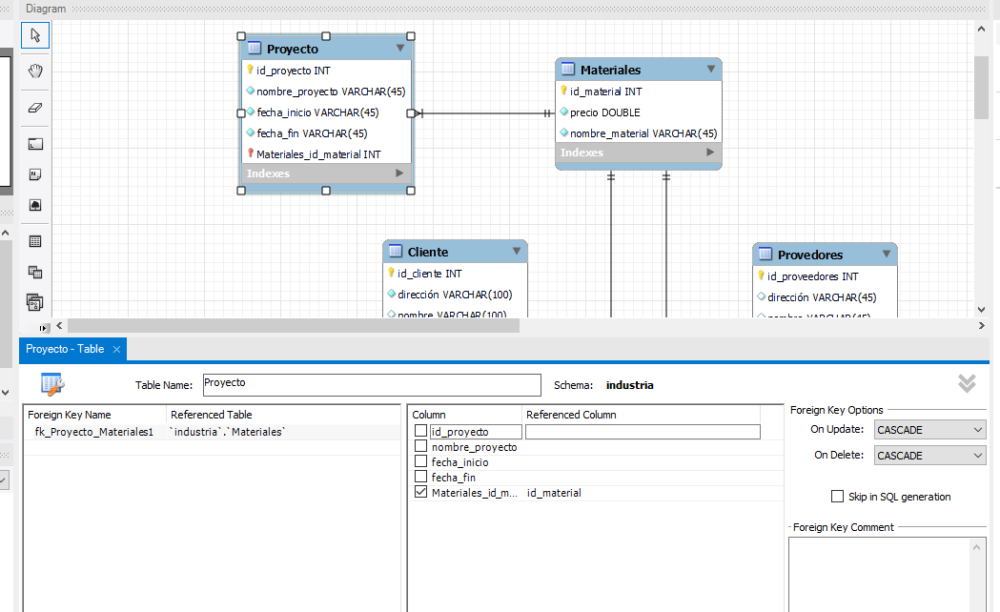 Diagram
Proyecto
id_proyecto INT
nombre_proyecto VARCHAR(45)
fecha_inicio VARCHAR(45)
fecha_fin VARCHAR(45)
Materiales_id_material INT
Indexes
Materiales
id_material INT
precio DOUBLE
nombre_material VARCHAR(45)
Indexes
Cliente
id_cliente INT
dirección VARCHAR(100)
nombre VARCHAR(100)
Provedores
id_proveedores INT
dirección VARCHAR(45)
nombre VARCHAR(45)
Proyecto - Table
Table Name: Proyecto Schema: industria
Foreign Key Name Referenced Table
fk_Proyecto_Materiales1 `industria`.`Materiales`
Column Referenced Column
id_proyecto
nombre_proyecto
fecha_inicio
fecha_fin
Materiales_id_m... id_material
Foreign Key Options
On Update: CASCADE
On Delete: CASCADE
Skip in SQL generation
Foreign Key Comment